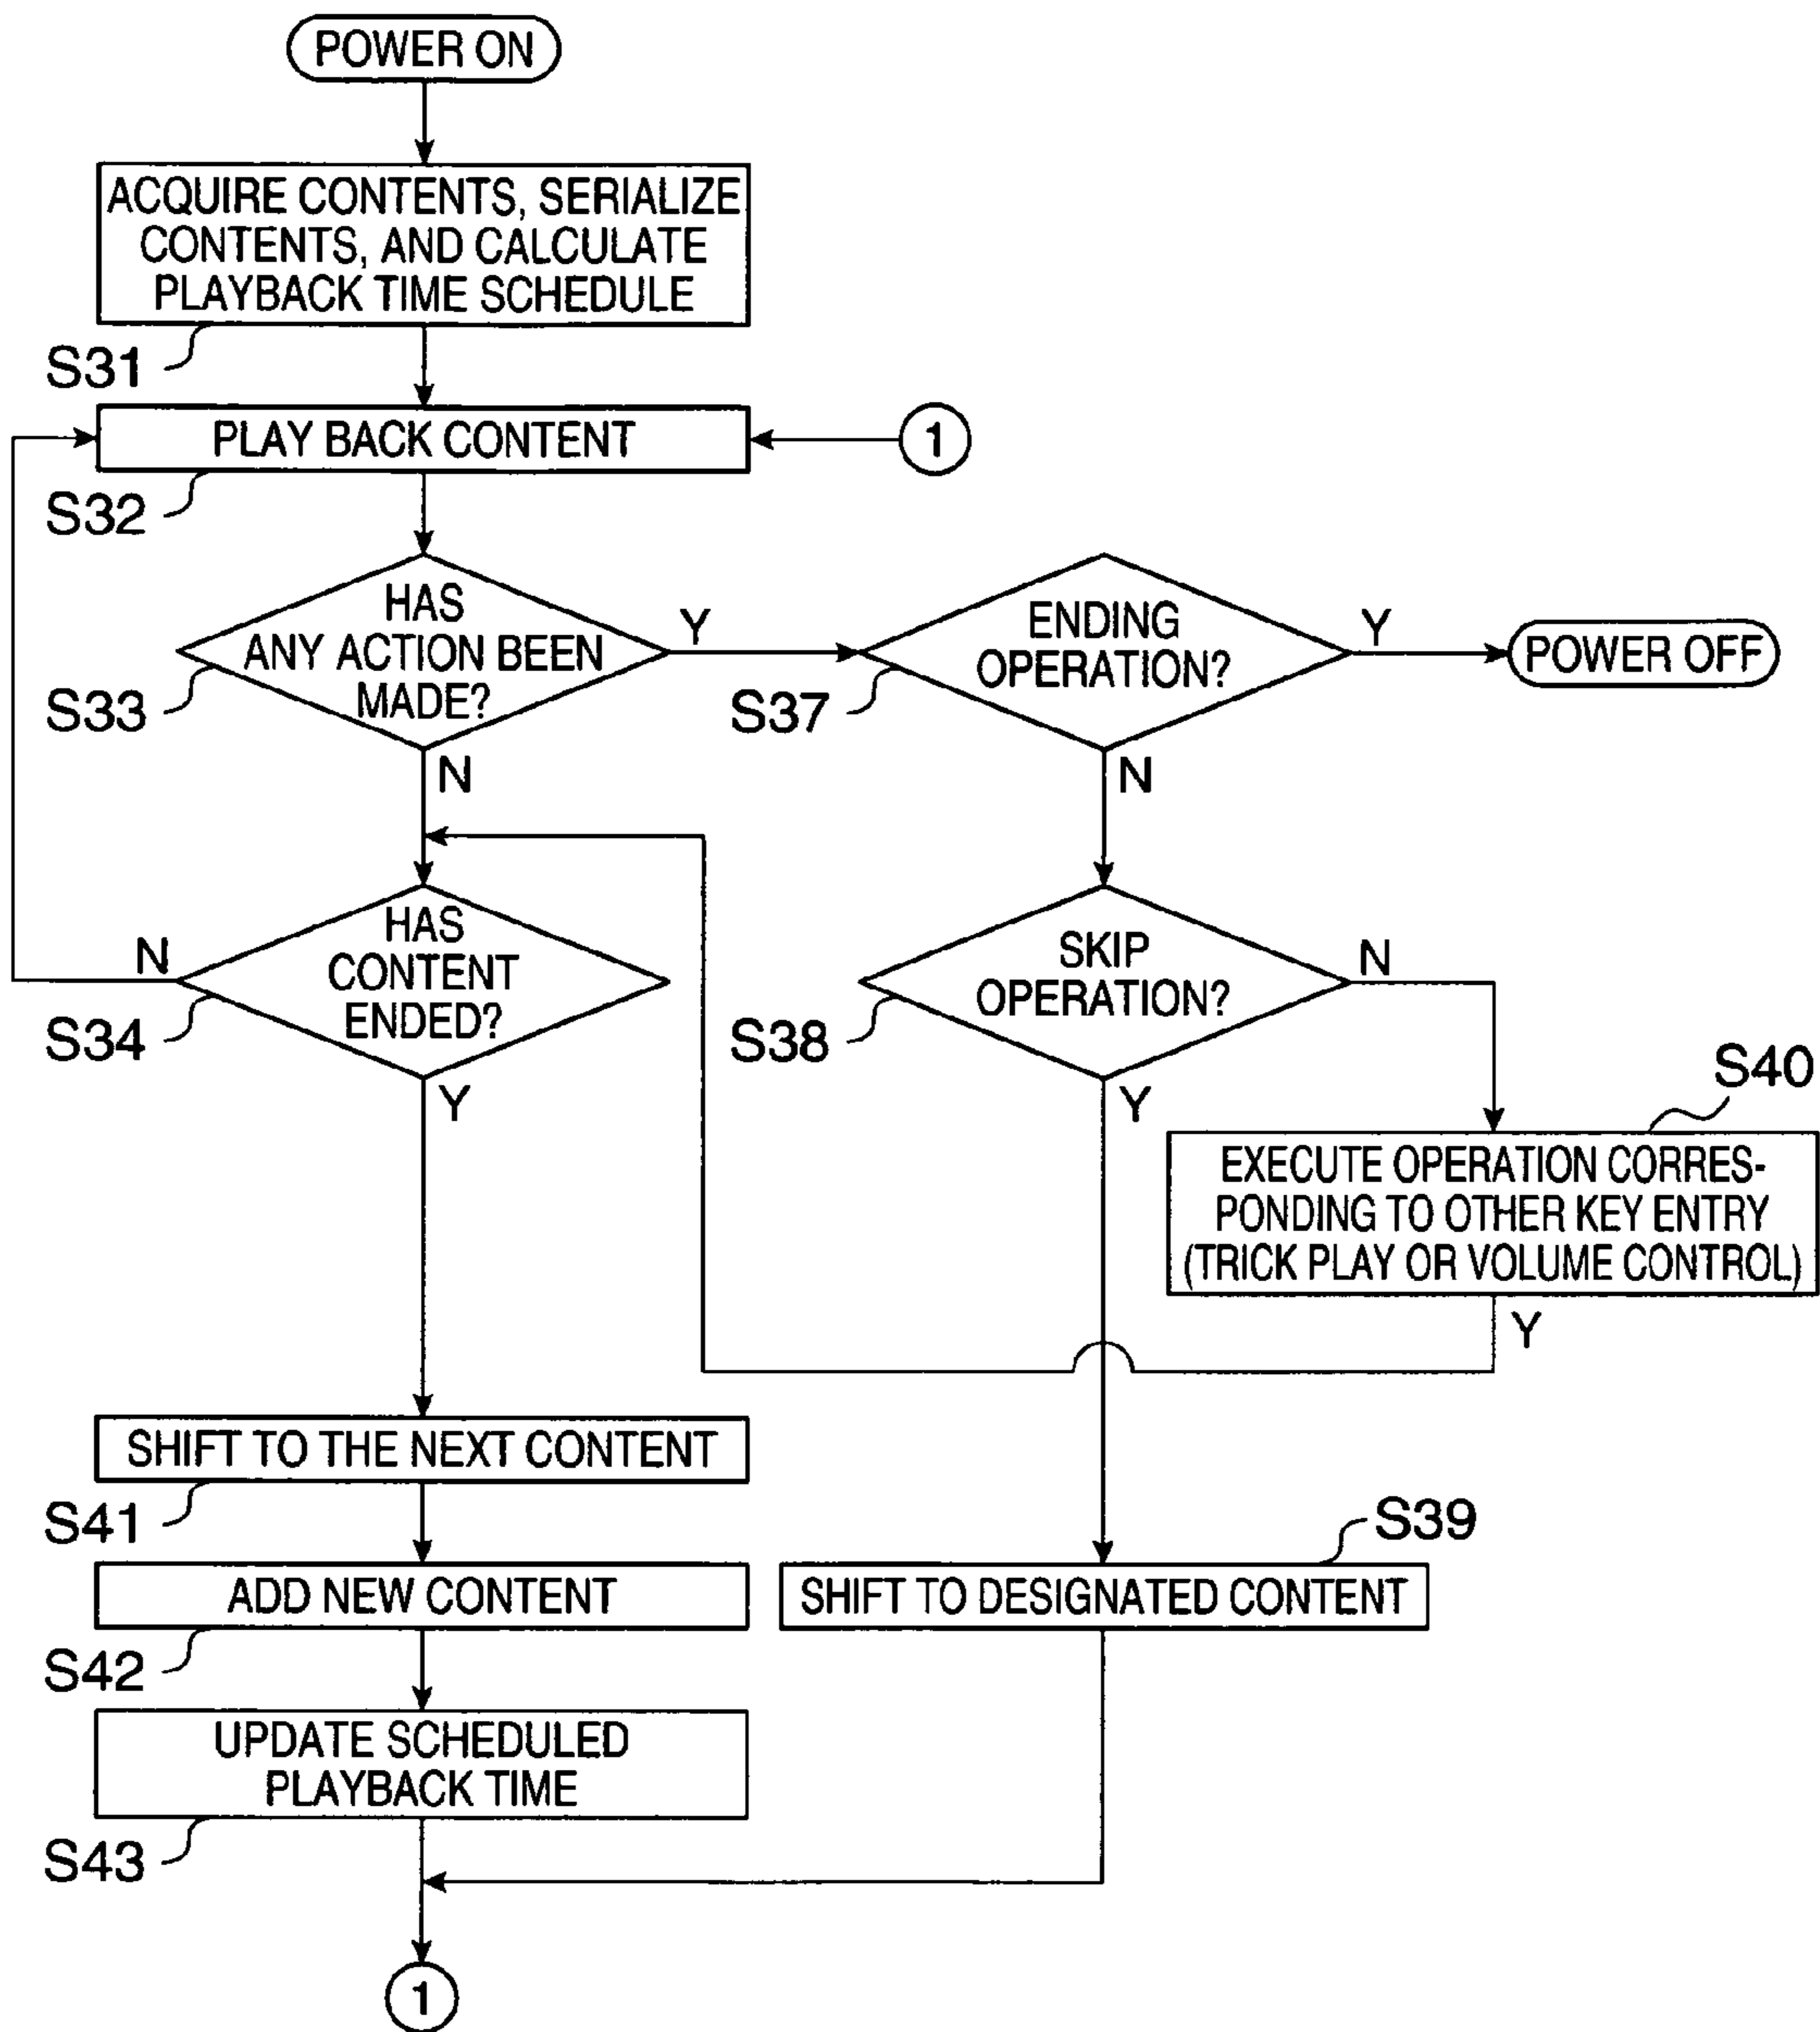 POWER ON
ACQUIRE CONTENTS, SERIALIZE
CONTENTS, AND CALCULATE
PLAYBACK TIME SCHEDULE
S31
PLAY BACK CONTENT
1
S32
HAS
ANY ACTION BEEN
MADE?
Y
S33
N
ENDING
OPERATION?
Y
S37
N
POWER OFF
HAS
CONTENT
ENDED?
N
S34
Y
SKIP
OPERATION?
N
S38
Y
S40
EXECUTE OPERATION CORRES-
PONDING TO OTHER KEY ENTRY
(TRICK PLAY OR VOLUME CONTROL)
Y
SHIFT TO THE NEXT CONTENT
S41
S39
ADD NEW CONTENT
SHIFT TO DESIGNATED CONTENT
S42
UPDATE SCHEDULED
PLAYBACK TIME
S43
1